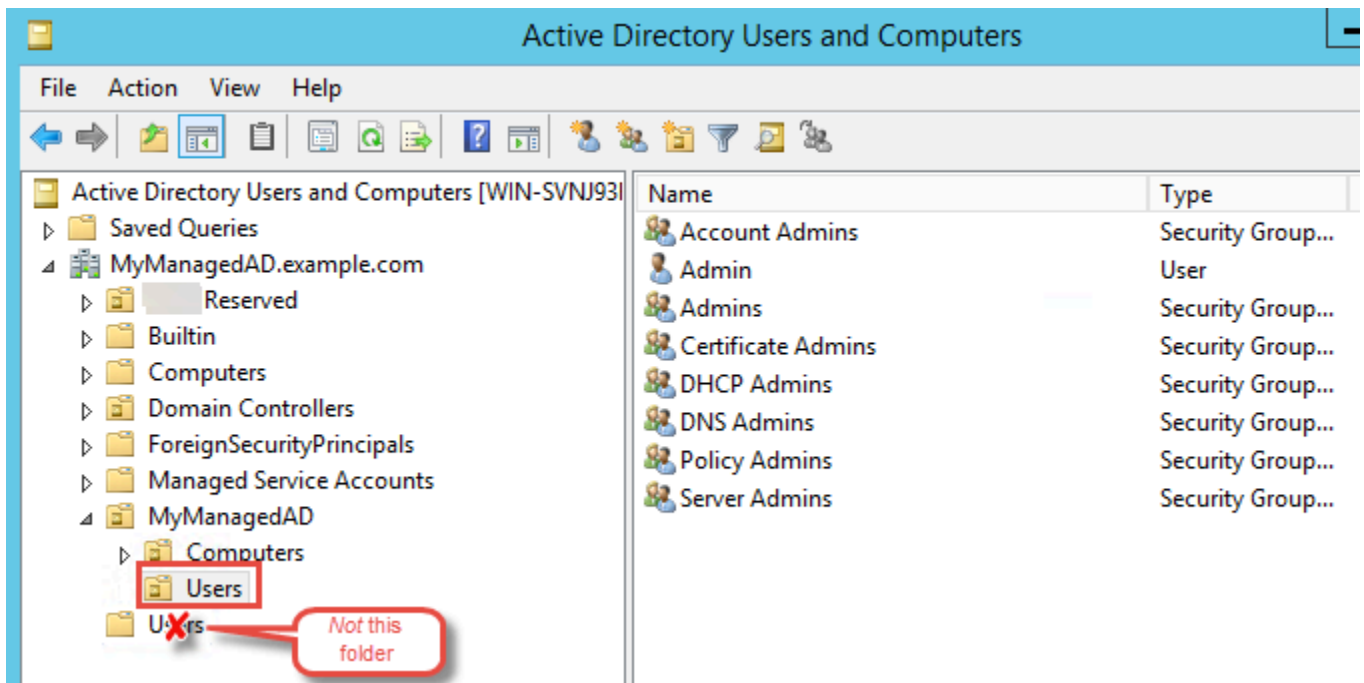 Active Directory Users and Computers
File Action View Help
Active Directory Users and Computers [WIN-SVNJ93I
Saved Queries
MyManagedAD.example.com
Reserved
Builtin
Computers
Domain Controllers
ForeignSecurityPrincipals
Managed Service Accounts
MyManagedAD
Computers
Users
Users
Not this
folder
Name Type
Account Admins Security Group...
Admin User
Admins Security Group...
Certificate Admins Security Group...
DHCP Admins Security Group...
DNS Admins Security Group...
Policy Admins Security Group...
Server Admins Security Group...